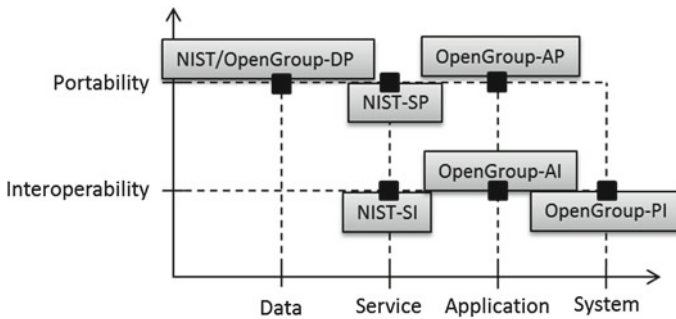 NIST/OpenGroup-DP
OpenGroup-AP
Portability
NIST-SP
OpenGroup-AI
Interoperability
NIST-SI
OpenGroup-PI
Data
Service
Application
System